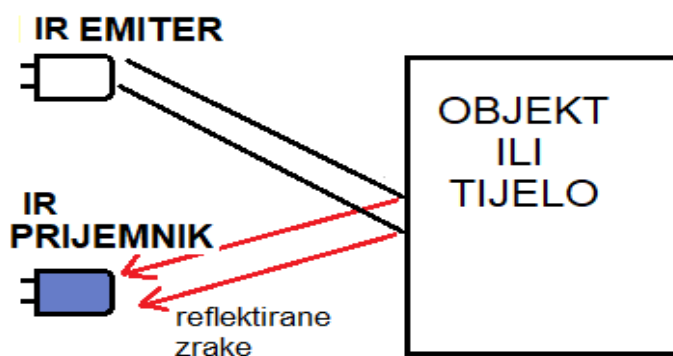 IR EMITER
OBJEKT
ILI
TIJELO
IR
PRIJEMNIK
reflektirane
zrake